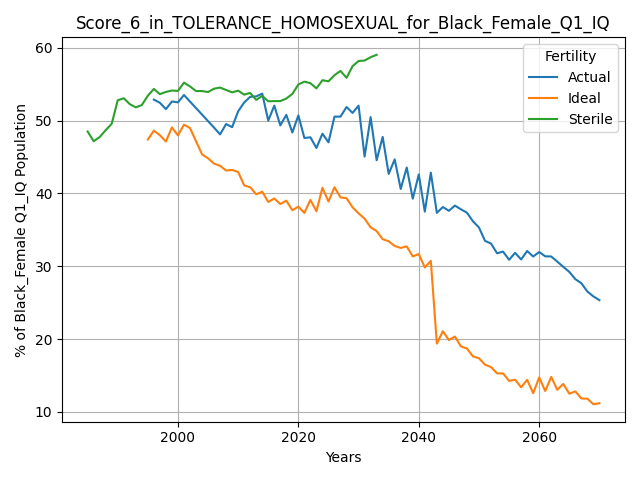 Score_6_in_TOLERANCE_HOMOSEXUAL_for_Black_Female_Q1_IQ
% of Black_Female Q1_IQ Population
60
50
40
30
20
10
Fertility
Actual
Ideal
Sterile
2000
2020
2040
2060
Years